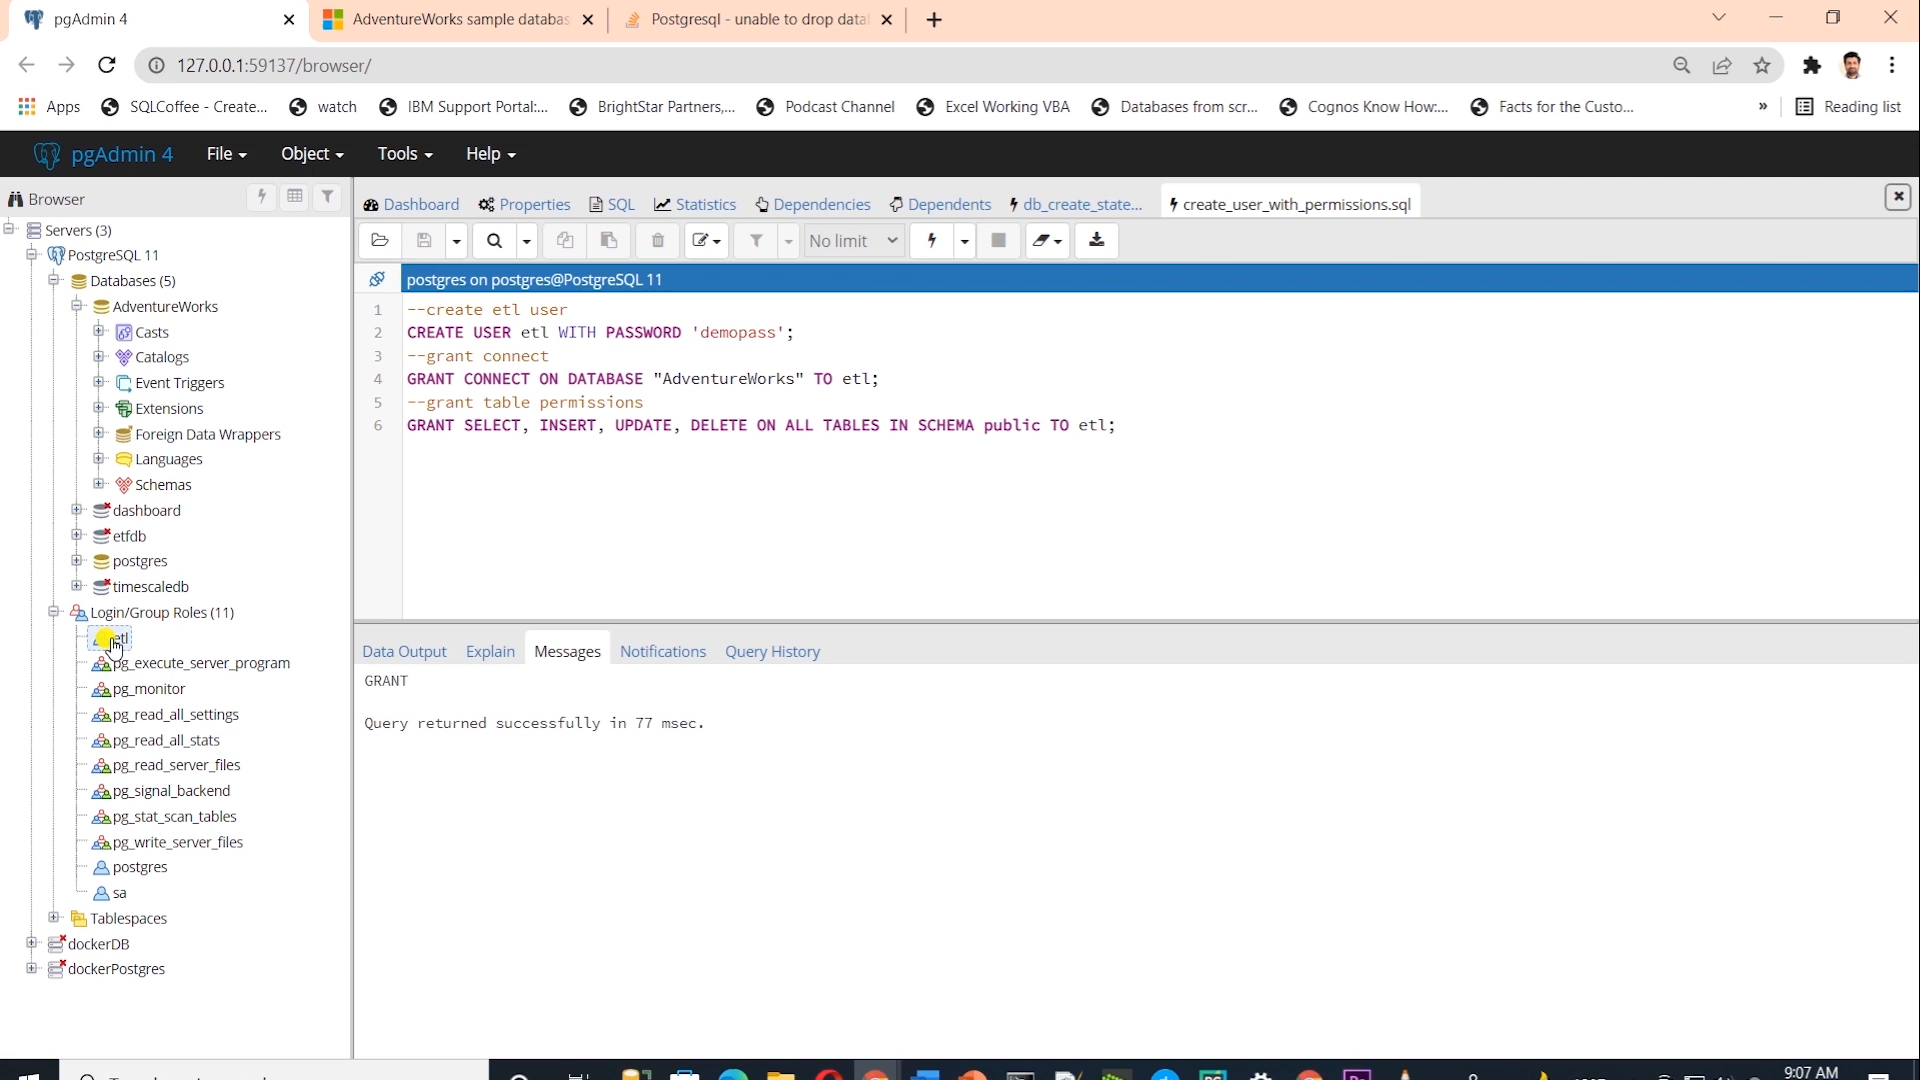 pgAdmin 4
AdventureWorks sample databas
Postgresql - unable to drop data
127.0.0.1:59137/browser/
Apps
SQLCoffee - Create...
watch
IBM Support Portal:...
BrightStar Partners,...
Podcast Channel
Excel Working VBA
Databases from scr...
Cognos Know How:...
Facts for the Custo...
»
Reading list
pgAdmin 4
File
Object
Tools
Help
Browser
Dashboard
Properties
SQL
Statistics
Dependencies
Dependents
db_create_state...
create_user_with_permissions.sql
No limit
postgres on postgres@PostgreSQL 11
1 --create etl user
2 CREATE USER etl WITH PASSWORD 'demopass';
3 --grant connect
4 GRANT CONNECT ON DATABASE "AdventureWorks" TO etl;
5 --grant table permissions
6 GRANT SELECT, INSERT, UPDATE, DELETE ON ALL TABLES IN SCHEMA public TO etl;
Servers (3)
PostgreSQL 11
Databases (5)
AdventureWorks
Casts
Catalogs
Event Triggers
Extensions
Foreign Data Wrappers
Languages
Schemas
dashboard
etfdb
postgres
timescaledb
Login/Group Roles (11)
etl
pg_execute_server_program
pg_monitor
pg_read_all_settings
pg_read_all_stats
pg_read_server_files
pg_signal_backend
pg_stat_scan_tables
pg_write_server_files
postgres
sa
Tablespaces
dockerDB
dockerPostgres
Data Output
Explain
Messages
Notifications
Query History
GRANT
Query returned successfully in 77 msec.
9:07 AM